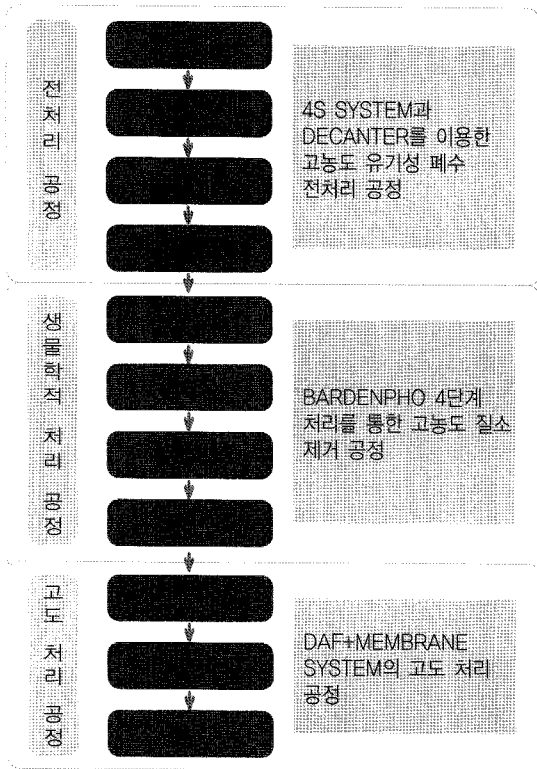 전처리 공정
4S SYSTEM과
DECANTER를 이용한
고농도 유기성 폐수
전처리 공정
생물학적 처리 공정
BARDENPHO 4단계
처리를 통한 고농도 질소
제거 공정
고도 처리 공정
DAF+MEMBRANE
SYSTEM의 고도 처리
공정